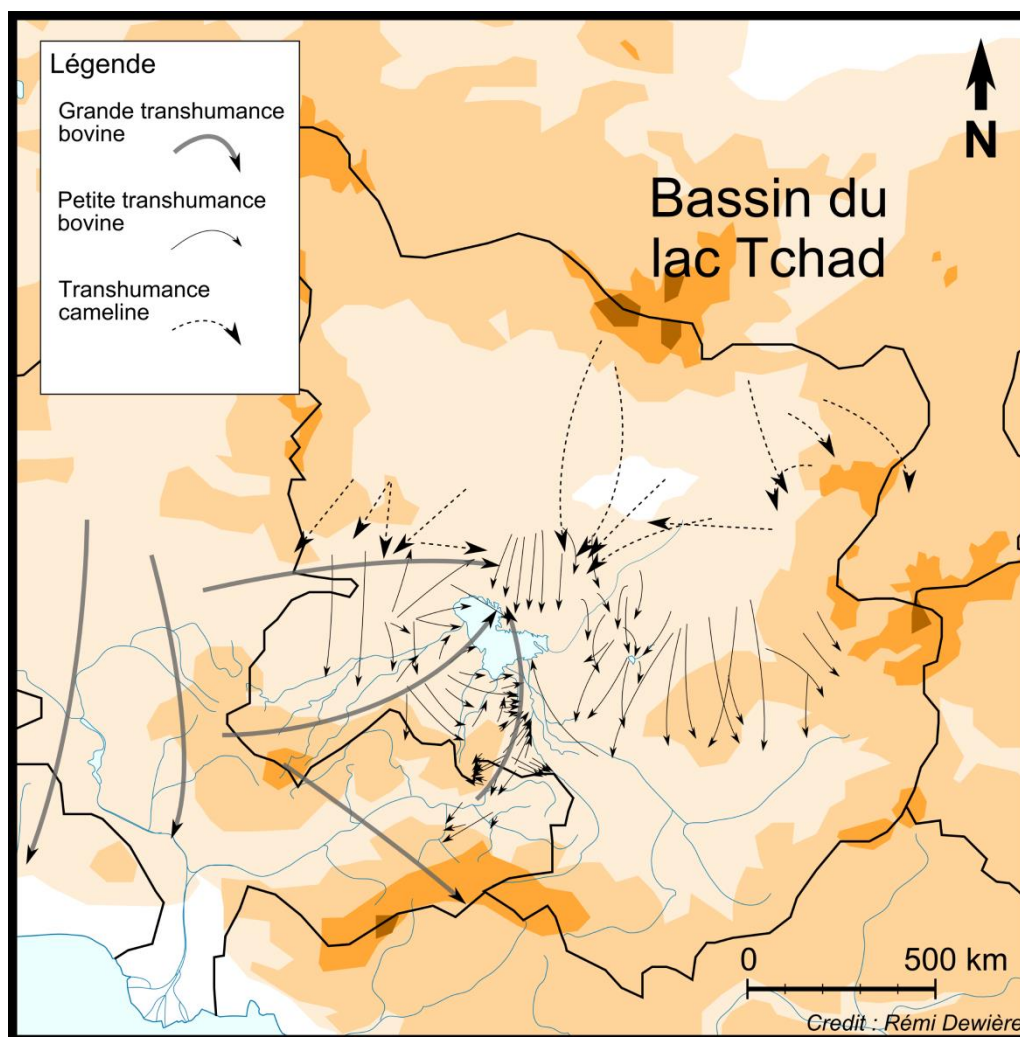 Légende
Grande transhumance
bovine
Petite transhumance
bovine
Transhumance
cameline
N
Bassin du
lac Tchad
0 500 km
Credit : Rémi Dewière